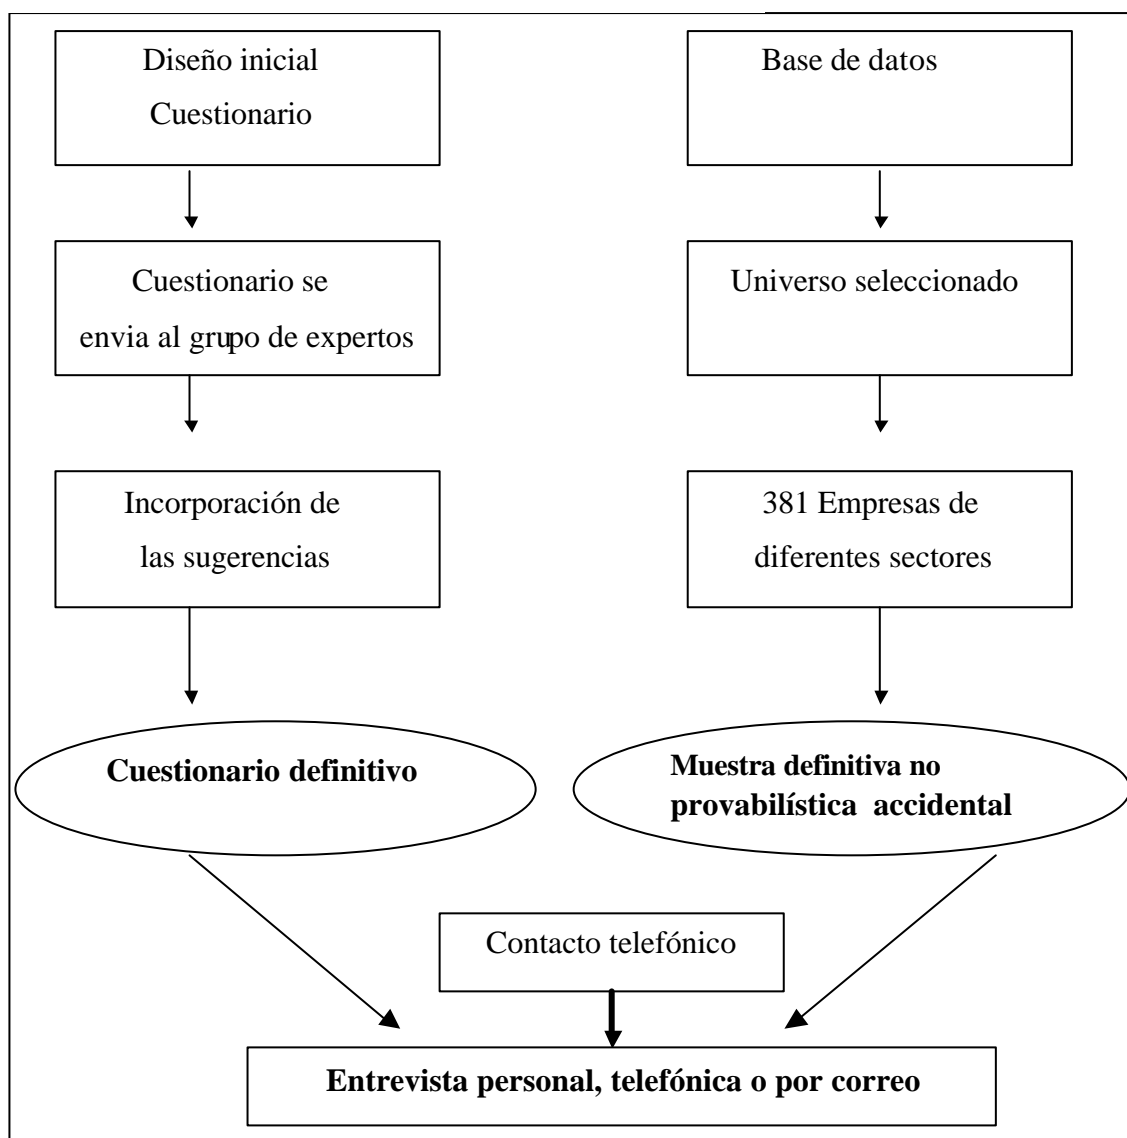 Diseño inicial
Cuestionario
Base de datos
Cuestionario se
envia al grupo de expertos
Universo seleccionado
Incorporación de
las sugerencias
381 Empresas de
diferentes sectores
Cuestionario definitivo
Muestra definitiva no
provabilística accidental
Contacto telefónico
Entrevista personal, telefónica o por correo